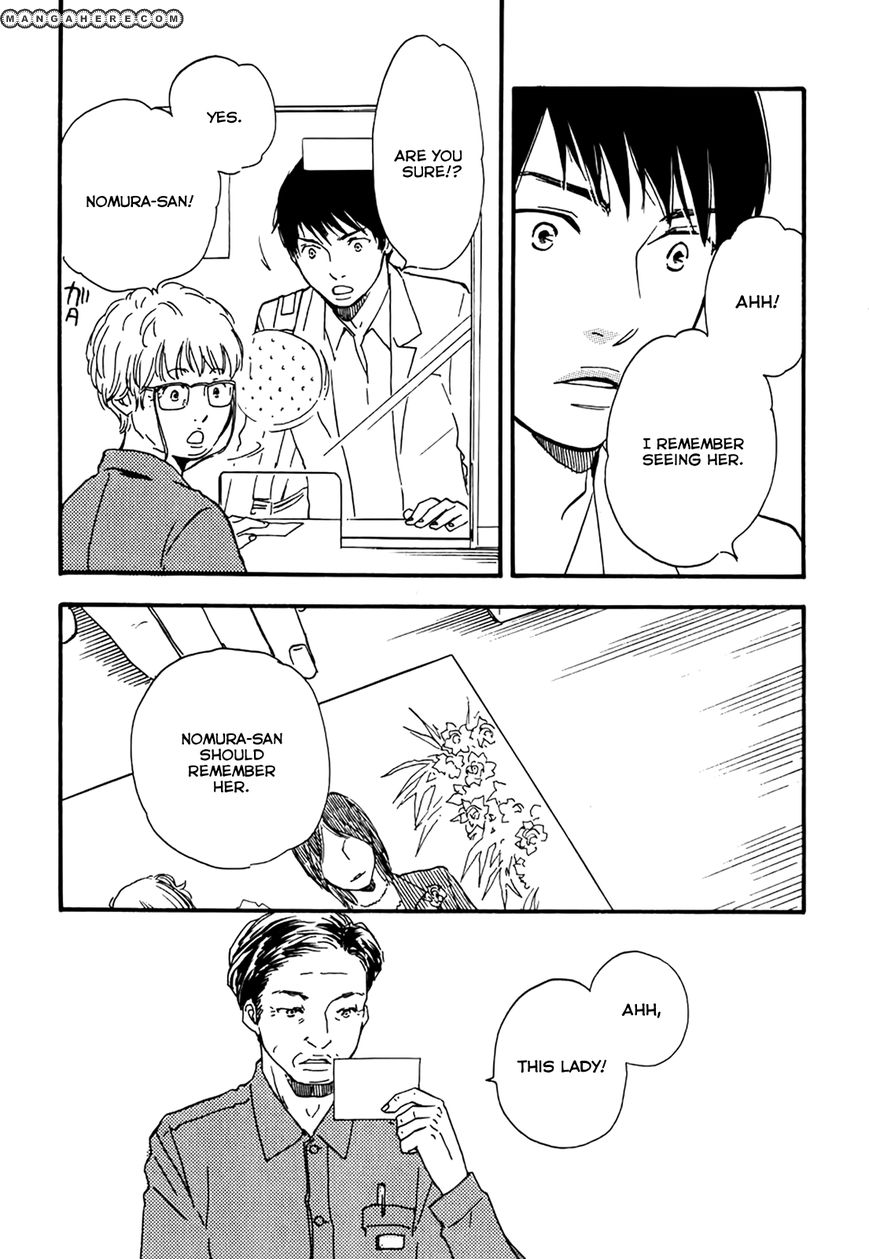 MANGAHERE.COM
AHH!
I REMEMBER
SEEING HER.
ARE YOU
SURE!?
YES.
NOMURA-SAN!
NOMURA-SAN
SHOULD
REMEMBER
HER.
AHH,
THIS LADY!